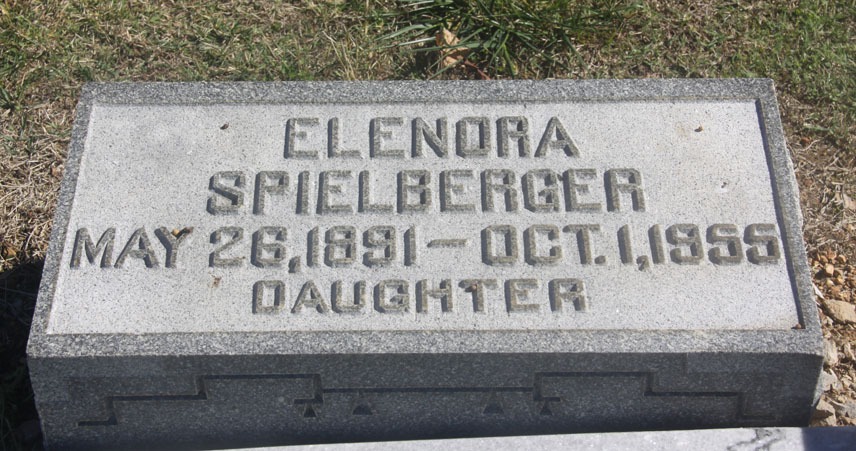 ELENORA
SPIELBERGER
MAY 26, 1891 — OCT. 1, 1955
DAUGHTER